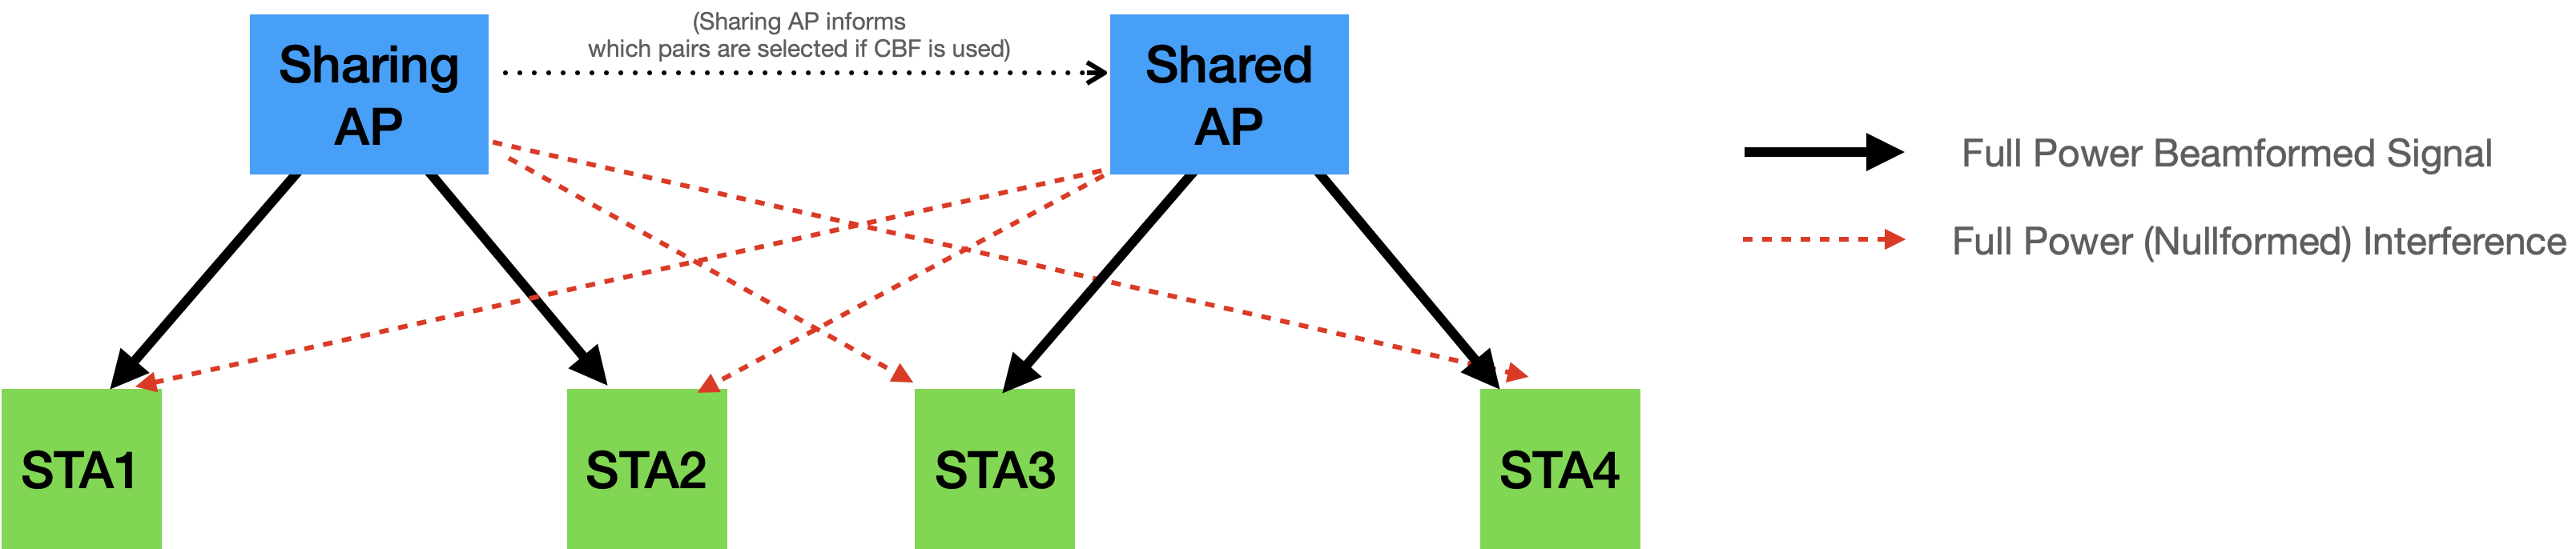 Sharing
AP
(Sharing AP informs
which pairs are selected if CBF is used)
Shared
AP
Full Power Beamformed Signal
Full Power (Nullformed) Interference
STA1
STA2
STA3
STA4